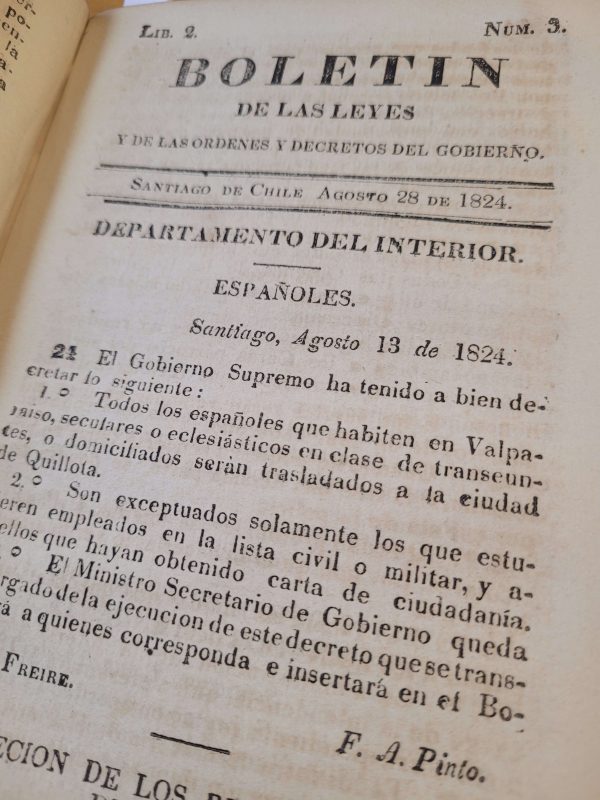 LIB. 2. NUM. 3.
BOLETIN
DE LAS LEYES
Y DE LAS ORDENES Y DECRETOS DEL GOBIERNO.
SANTIAGO DE CHILE AGOSTO 28 DE 1824.
DEPARTAMENTO DEL INTERIOR.
ESPAÑOLES.
Santiago, Agosto 13 de 1824.
El Gobierno Supremo ha tenido a bien de-
cretar lo siguiente:
1.º Todos los españoles que habiten en Valpa-
raiso, seculares o eclesiásticos en clase de transeun-
tes, o domiciliados serán trasladados a la ciudad
de Quillota.
2.º Son exceptuados solamente los que estu-
eren empleados en la lista civil o militar, y a-
ellos que hayan obtenido carta de ciudadanía.
.º El Ministro Secretario de Gobierno queda
rgado de la ejecucion de este decreto que se trans-
rá a quienes corresponda e insertará en el Bo-
FREIRE.
F. A. Pinto.
ECION DE LOS